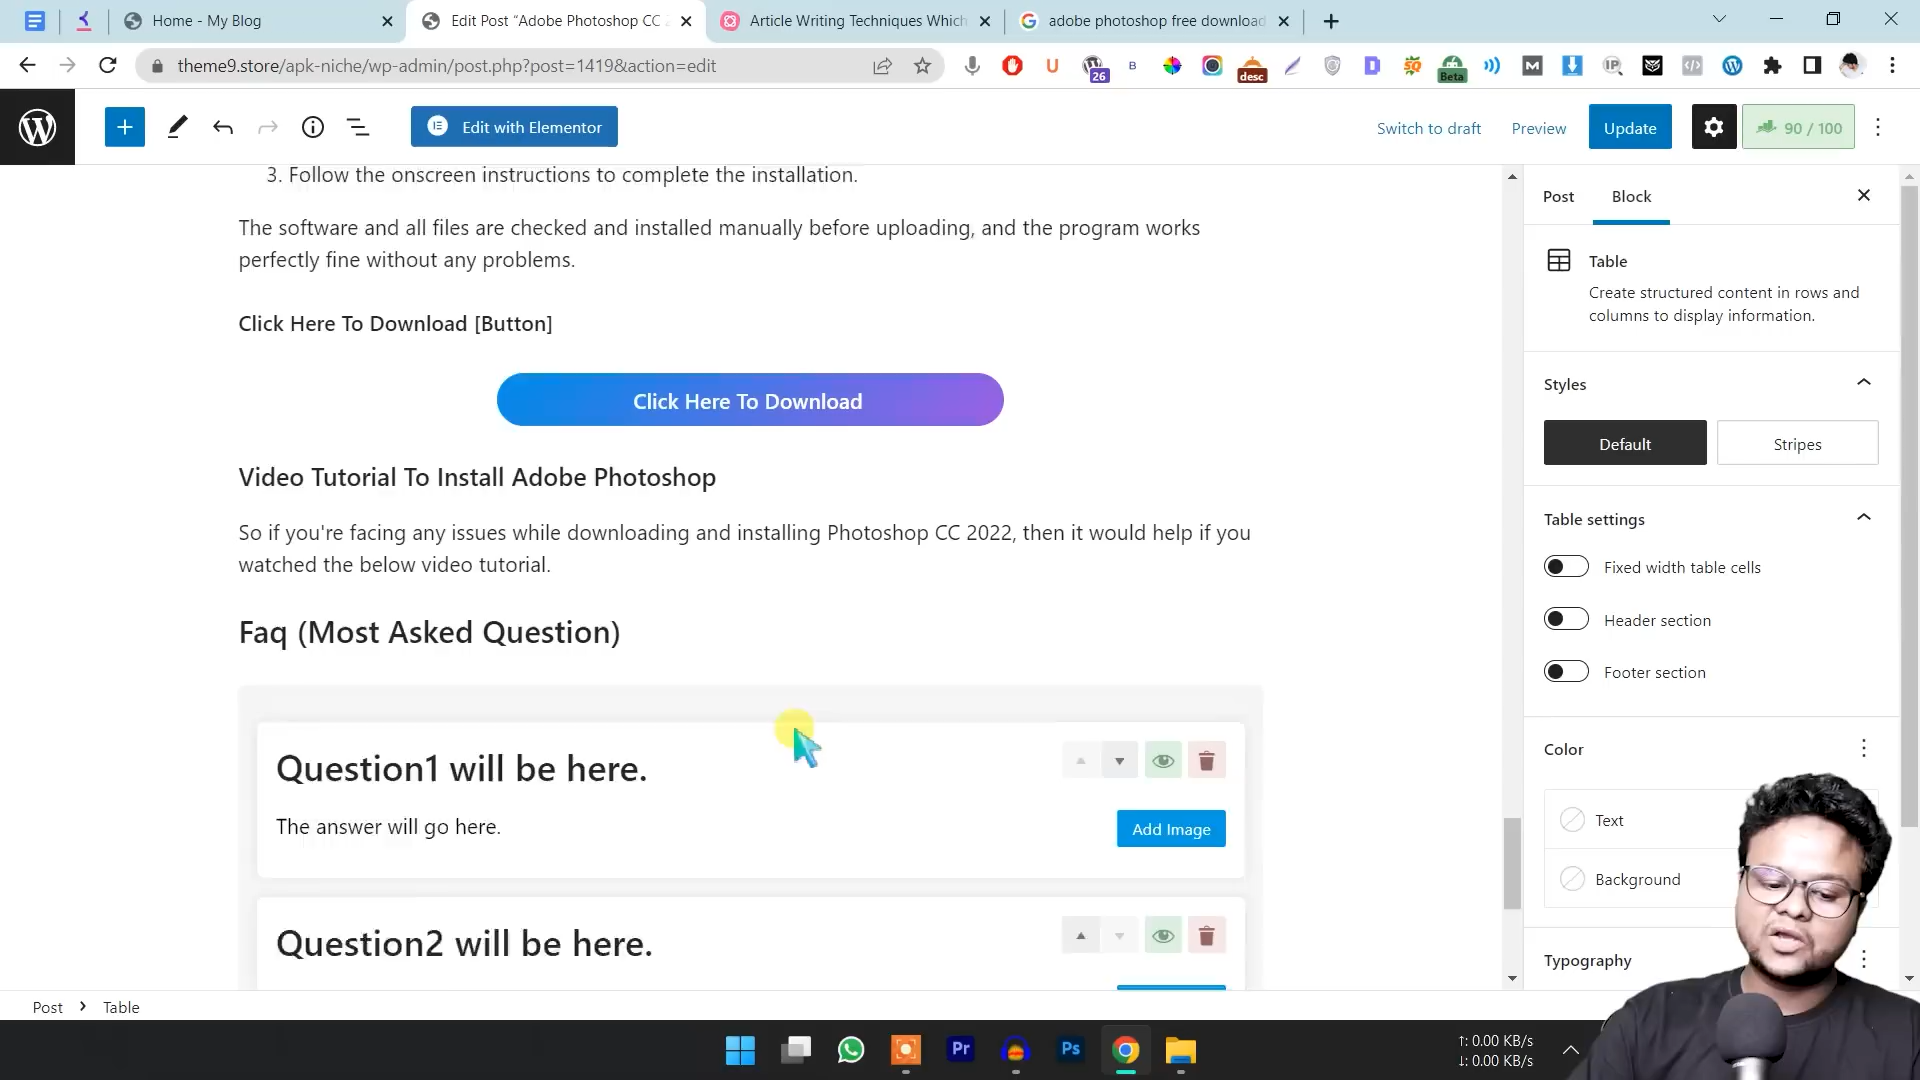 Home - My Blog
Edit Post “Adobe Photoshop CC 2
Article Writing Techniques Which
adobe photoshop free download
theme9.store/apk-niche/wp-admin/post.php?post=1419&action=edit
U
26
B
desc
D
Beta
M
IP
Edit with Elementor
Switch to draft
Preview
Update
90 / 100
3. Follow the onscreen instructions to complete the installation.
The software and all files are checked and installed manually before uploading, and the program works
perfectly fine without any problems.
Click Here To Download [Button]
Click Here To Download
Video Tutorial To Install Adobe Photoshop
So if you're facing any issues while downloading and installing Photoshop CC 2022, then it would help if you
watched the below video tutorial.
Faq (Most Asked Question)
Question1 will be here.
The answer will go here.
Add Image
Question2 will be here.
Post
Block
Table
Create structured content in rows and
columns to display information.
Styles
Default
Stripes
Table settings
Fixed width table cells
Header section
Footer section
Color
Text
Background
Typography
Post
Table
Pr
Ps
↑: 0.00 KB/s
↓: 0.00 KB/s